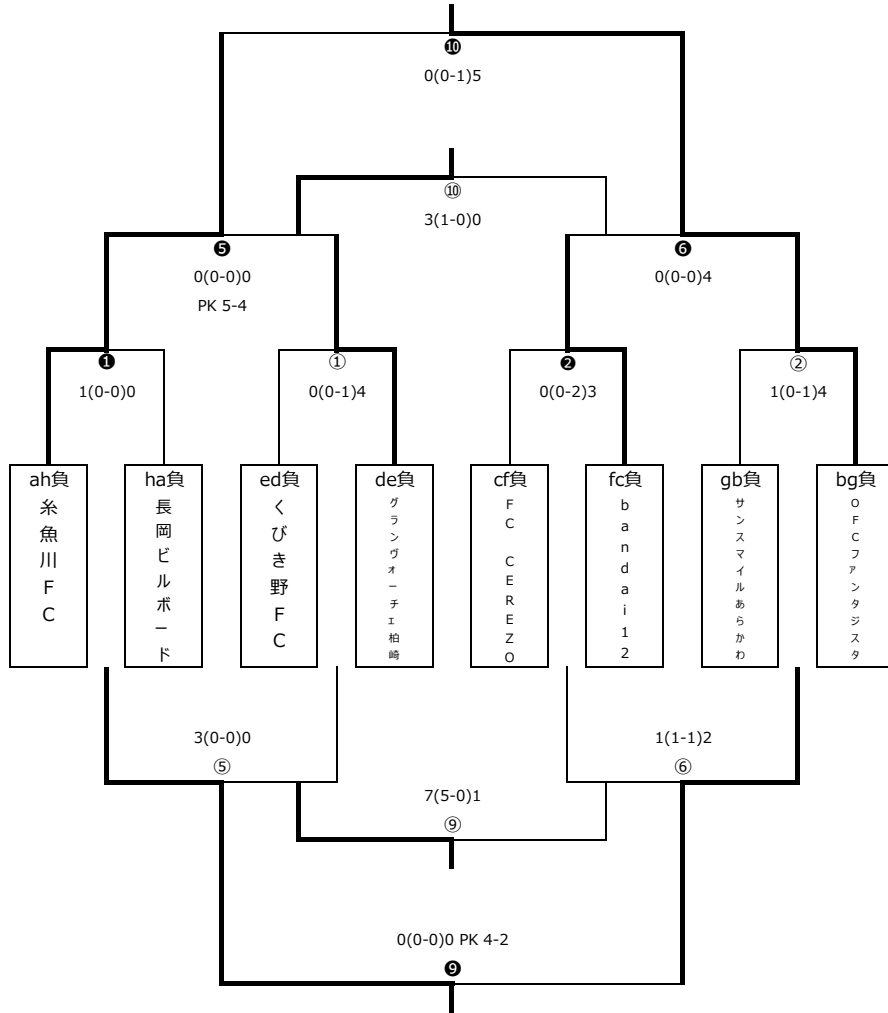 ❿
0(0-1)5
⑩
3(1-0)0
❺
0(0-0)0
PK 5-4
❻
0(0-0)4
❶
1(0-0)0
①
0(0-1)4
❷
0(0-2)3
②
1(0-1)4
ah負
糸魚川FC
ha負
長岡ビルボード
ed負
くびき野FC
de負
グランヴォーチェ柏崎
cf負
FC CEREZO
fc負
bandai12
gb負
サンスマイルあらかわ
bg負
OFCファンタジスタ
3(0-0)0
⑤
1(1-1)2
⑥
7(5-0)1
⑨
0(0-0)0 PK 4-2
❾